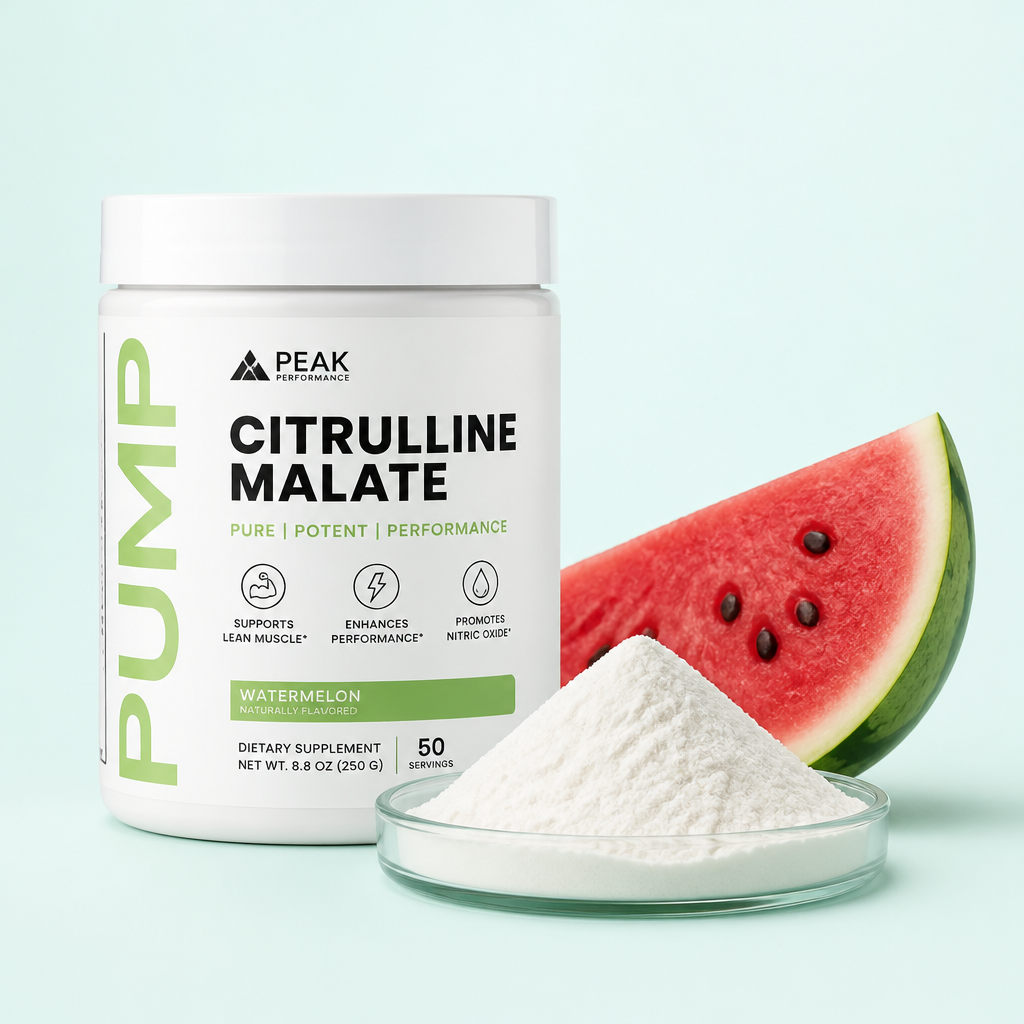 PUMP
PEAK
PERFORMANCE
CITRULLINE
MALATE
PURE | POTENT | PERFORMANCE
SUPPORTS
LEAN MUSCLE*
ENHANCES
PERFORMANCE*
PROMOTES
NITRIC OXIDE*
WATERMELON
NATURALLY FLAVORED
DIETARY SUPPLEMENT
NET WT. 8.8 OZ (250 G)
50
SERVINGS